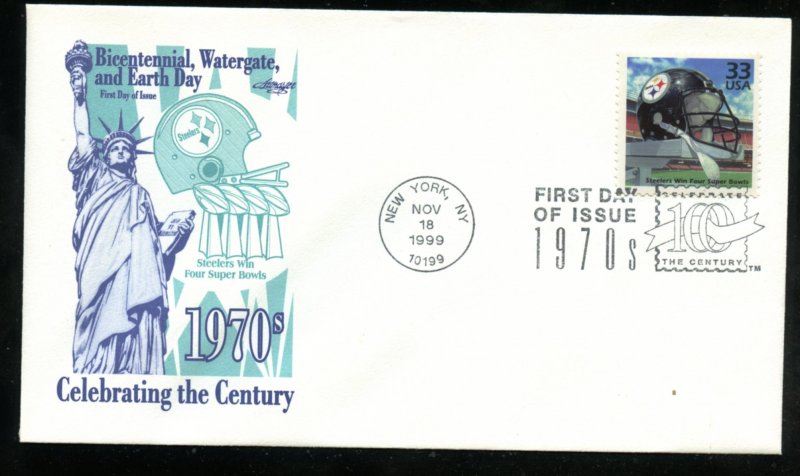 Bicentennial, Watergate,
and Earth Day
First Day of Issue
Steelers
Steelers Win
Four Super Bowls
1970s
Celebrating the Century
NEW YORK, NY
NOV
18
1999
10199
33
USA
Steelers
Steelers Win Four Super Bowls
FIRST DAY
OF ISSUE
1970s
CELEBRATE
100
THE CENTURY
TM